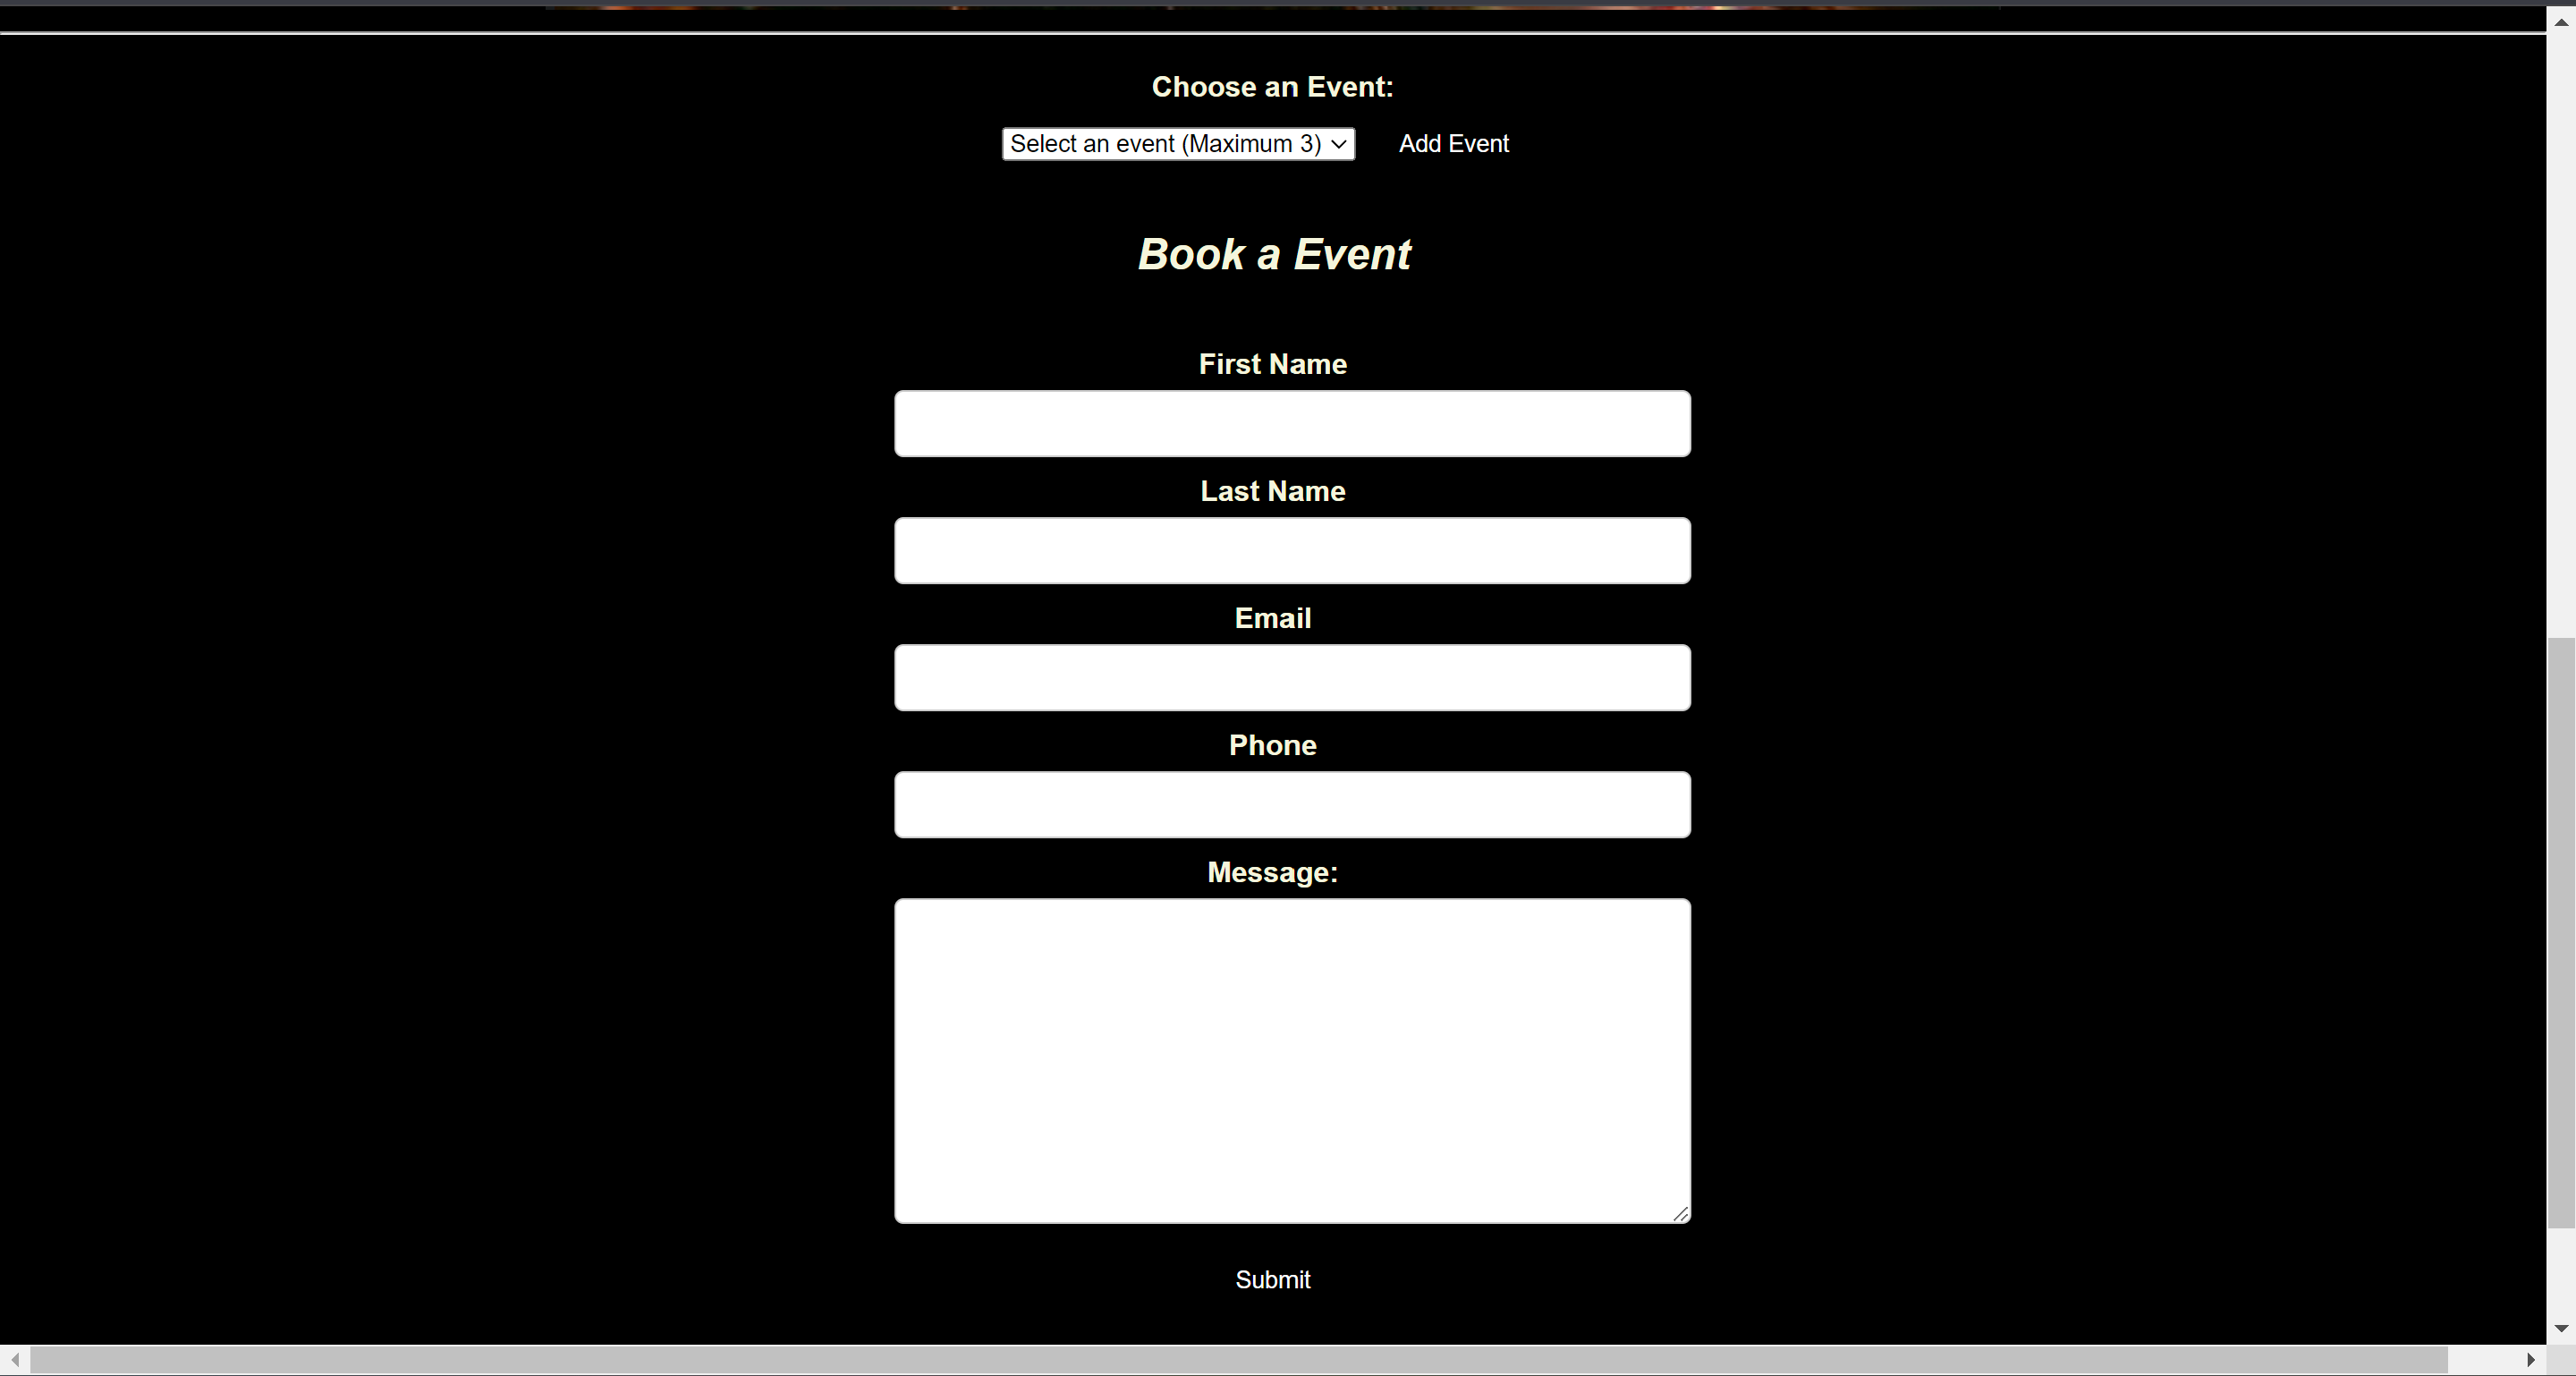 Choose an Event:
Select an event (Maximum 3) Add Event
Book a Event
First Name
Last Name
Email
Phone
Message:
Submit